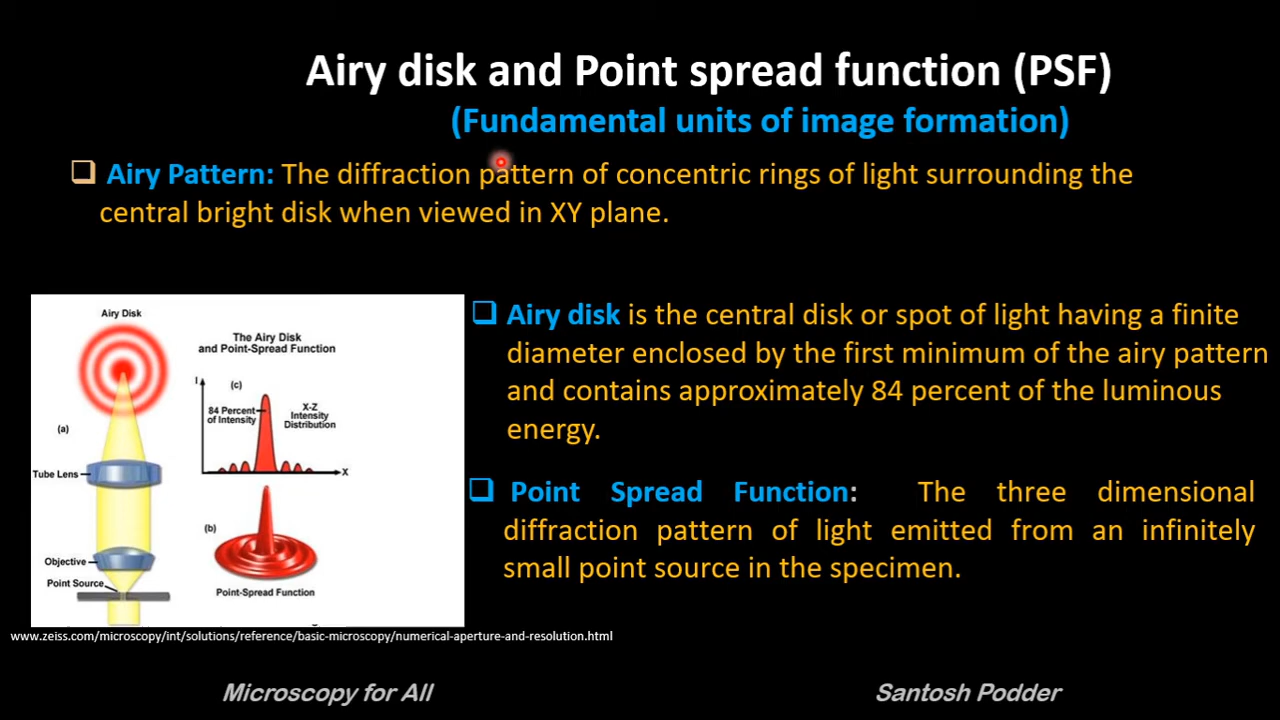 Airy disk and Point spread function (PSF)
(Fundamental units of image formation)
Airy Pattern: The diffraction pattern of concentric rings of light surrounding the
central bright disk when viewed in XY plane.
Airy Disk
The Airy Disk
and Point-Spread Function
I
(c)
84 Percent
of Intensity
X-Z
Intensity
Distribution
X
(a)
Tube Lens
(b)
Objective
Point Source
Point-Spread Function
Airy disk is the central disk or spot of light having a finite
diameter enclosed by the first minimum of the airy pattern
and contains approximately 84 percent of the luminous
energy.
Point Spread Function: The three dimensional
diffraction pattern of light emitted from an infinitely
small point source in the specimen.
www.zeiss.com/microscopy/int/solutions/reference/basic-microscopy/numerical-aperture-and-resolution.html
Microscopy for All
Santosh Podder